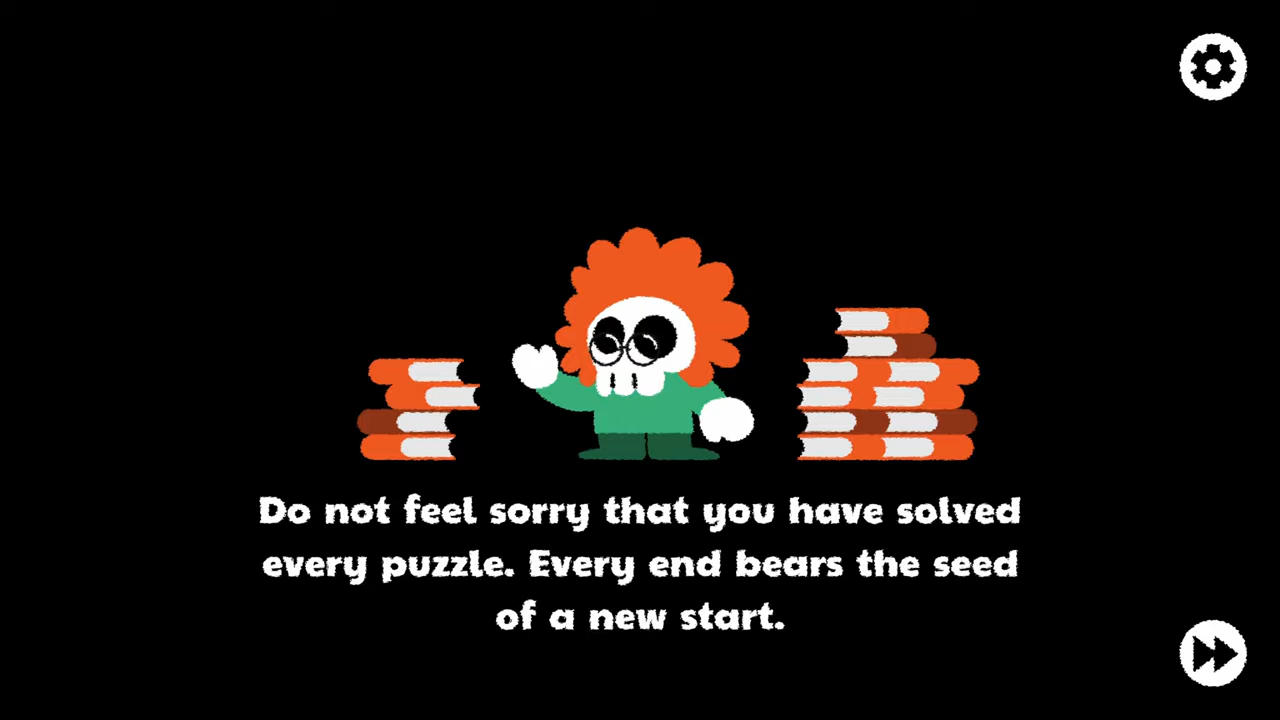 Do not feel sorry that you have solved
every puzzle. Every end bears the seed
of a new start.